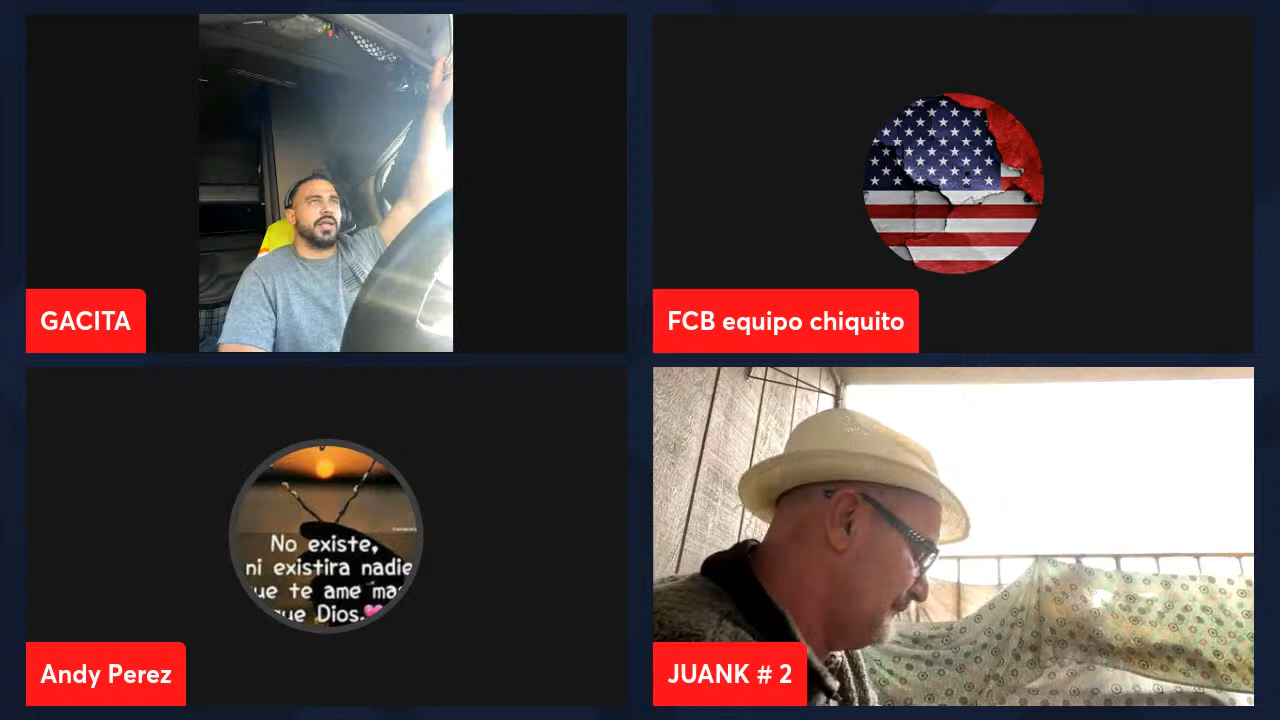 GACITA
FCB equipo chiquito
No existe,
ni existira nadie
ue te ame mas
ue Dios.
Andy Perez
JUANK # 2